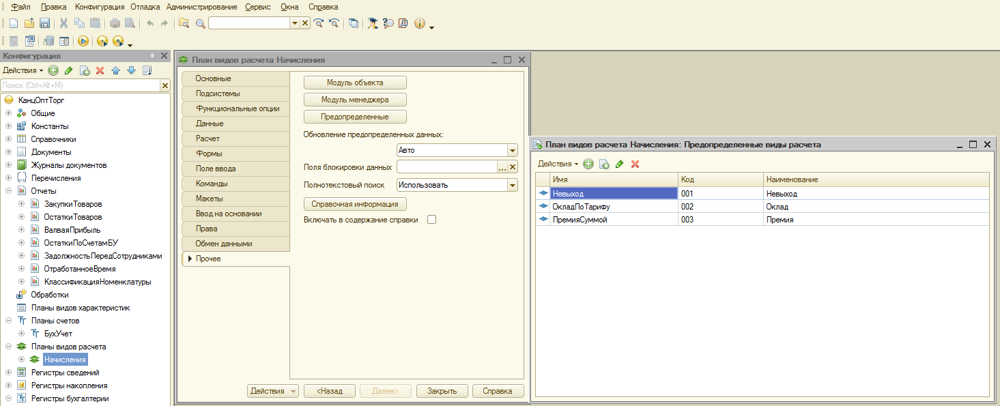 Файл Правка Конфигурация Отладка Администрирование Сервис Окна Справка
Конфигурация
Действия
Поиск (Ctrl+Alt+M)
КанцОптТорг
Общие
Константы
Справочники
Документы
Журналы документов
Перечисления
Отчеты
ЗакупкиТоваров
ОстаткиТоваров
ВалваяПрибыль
ОстаткиПоСчетамБУ
ЗадолжностьПередСотрудниками
ОтработанноеВремя
КлассификацияНоменклатуры
Обработки
Планы видов характеристик
Планы счетов
БухУчет
Планы видов расчета
Начисления
Регистры сведений
Регистры накопления
Регистры бухгалтерии
План видов расчета Начисления
Основные
Подсистемы
Функциональные опции
Данные
Расчет
Формы
Поле ввода
Команды
Макеты
Ввод на основании
Права
Обмен данными
Прочее
Модуль объекта
Модуль менеджера
Предопределенные
Обновление предопределенных данных:
Авто
Поля блокировки данных ...
Полнотекстовый поиск Использовать
Справочная информация
Включать в содержание справки
Действия <Назад Далее> Закрыть Справка
План видов расчета Начисления: Предопределенные виды расчета
Действия
Имя Код Наименование
Невыход 001 Невыход
ОкладПоТарифу 002 Оклад
ПремияСуммой 003 Премия